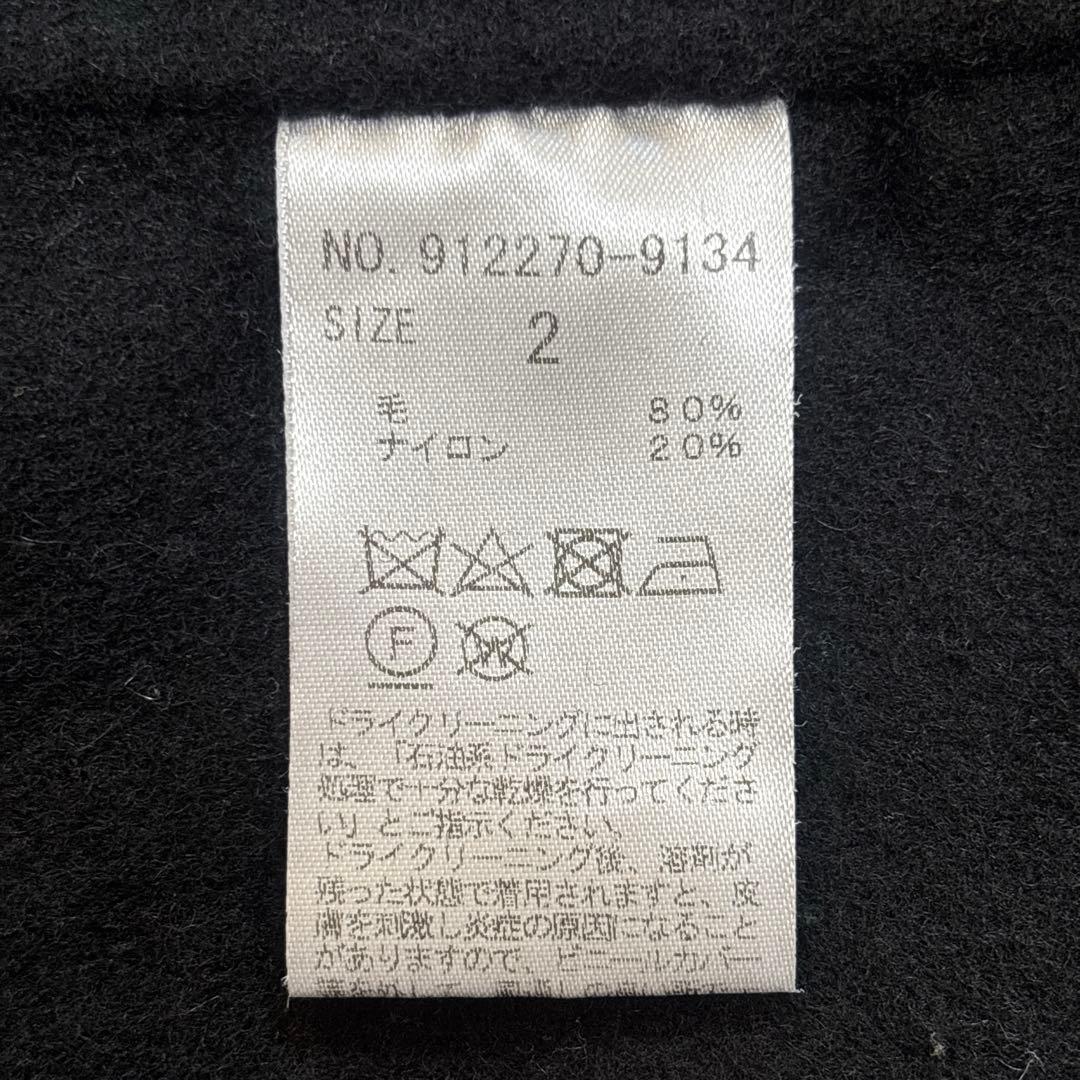 NO. 912270-9134
SIZE 2
毛 80%
ナイロン 20%
F
W
ドライクリーニングに出される時
は、「石油系ドライクリーニング
処理で十分な乾燥を行ってくださ
い」とご指示ください。
ドライクリーニング後、溶剤が
残った状態で着用されますと、皮
膚を刺激し炎症の原因になること
がありますので、ビニールカバー